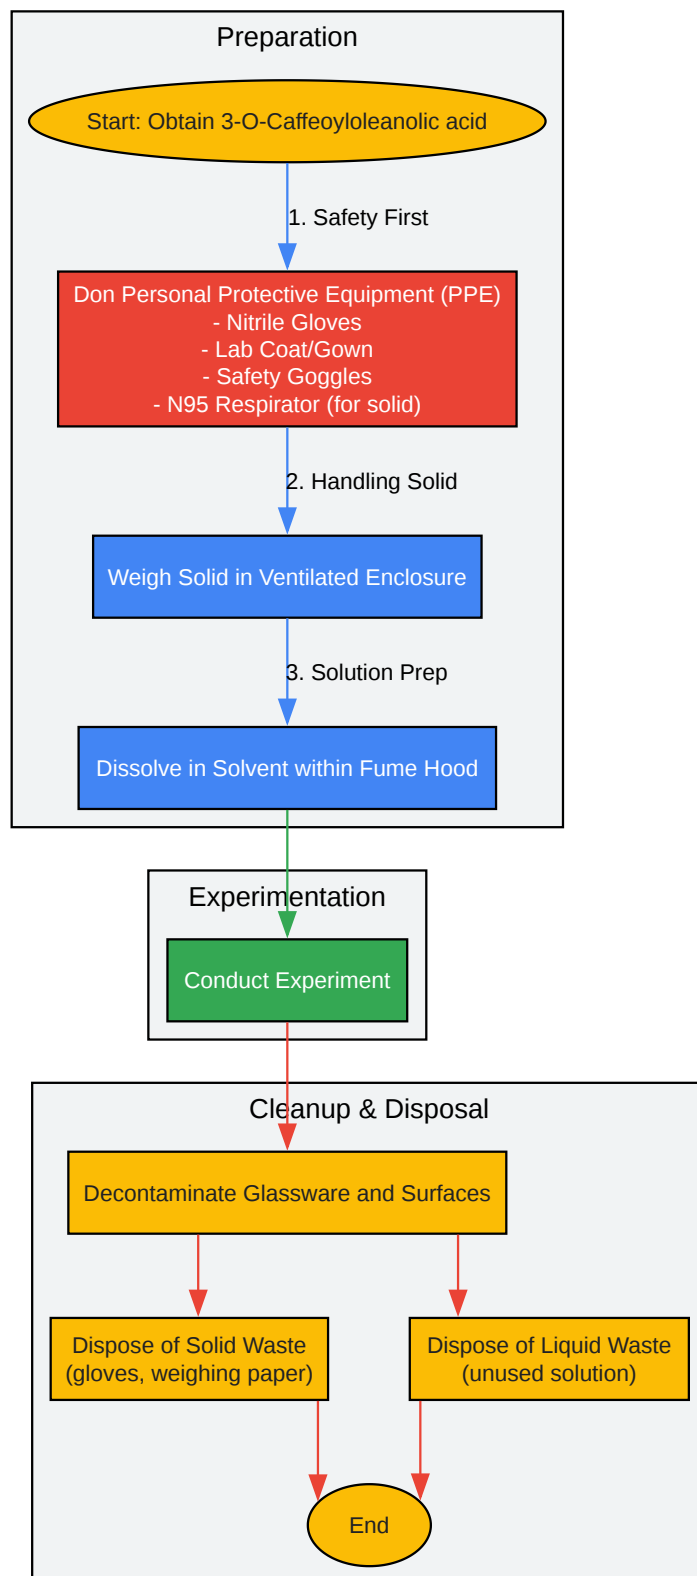 Preparation
Start: Obtain 3-O-Caffeoyloleanolic acid
1. Safety First
Don Personal Protective Equipment (PPE)
- Nitrile Gloves
- Lab Coat/Gown
- Safety Goggles
- N95 Respirator (for solid)
2. Handling Solid
Weigh Solid in Ventilated Enclosure
3. Solution Prep
Dissolve in Solvent within Fume Hood
Experimentation
Conduct Experiment
Cleanup & Disposal
Decontaminate Glassware and Surfaces
Dispose of Solid Waste
(gloves, weighing paper)
Dispose of Liquid Waste
(unused solution)
End